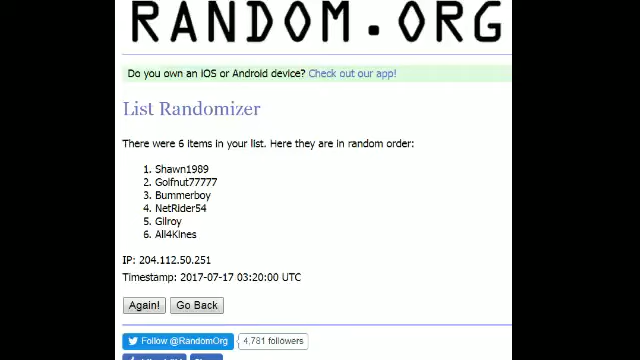 RANDOM.ORG
Do you own an iOS or Android device? Check out our app!
List Randomizer
There were 6 items in your list. Here they are in random order:
1. Shawn1989
2. Golfnut77777
3. Bummerboy
4. NetRider54
5. Gilroy
6. All4Kines
IP: 204.112.50.251
Timestamp: 2017-07-17 03:20:00 UTC
Again! Go Back
Follow @RandomOrg 4,781 followers